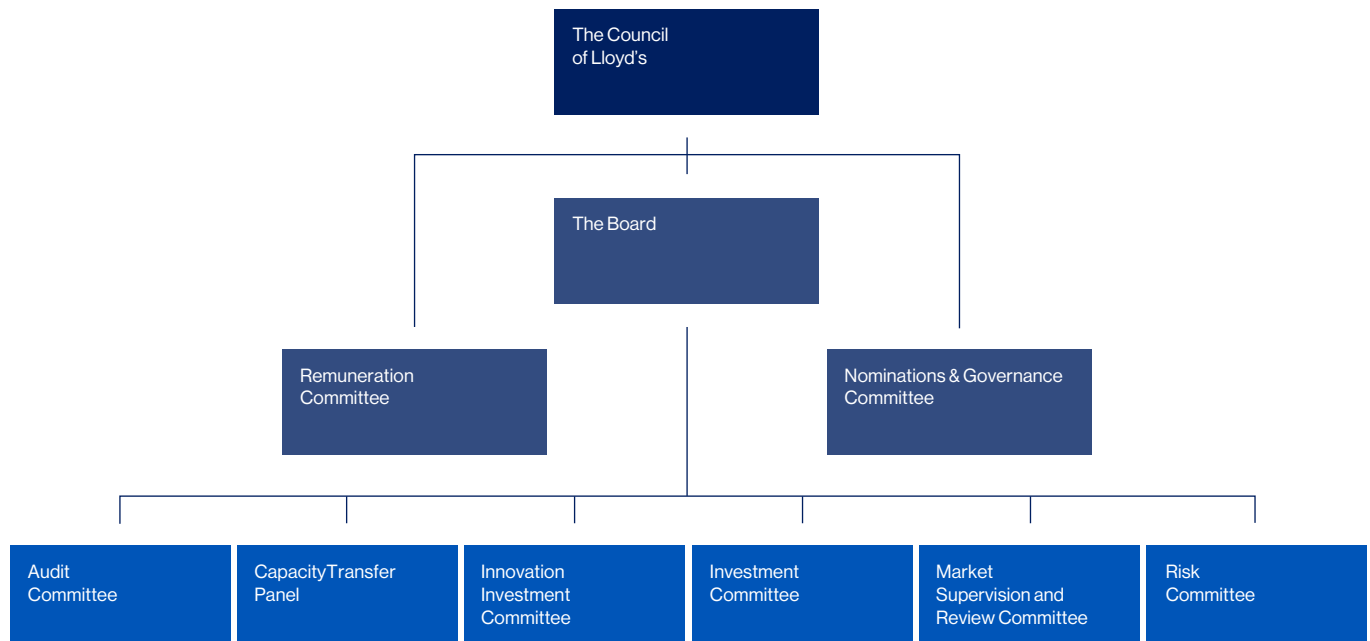 The Council
of Lloyd's
The Board
Remuneration
Committee
Nominations & Governance
Committee
Audit
Committee
CapacityTransfer
Panel
Innovation
Investment
Committee
Investment
Committee
Market
Supervision and
Review Committee
Risk
Committee